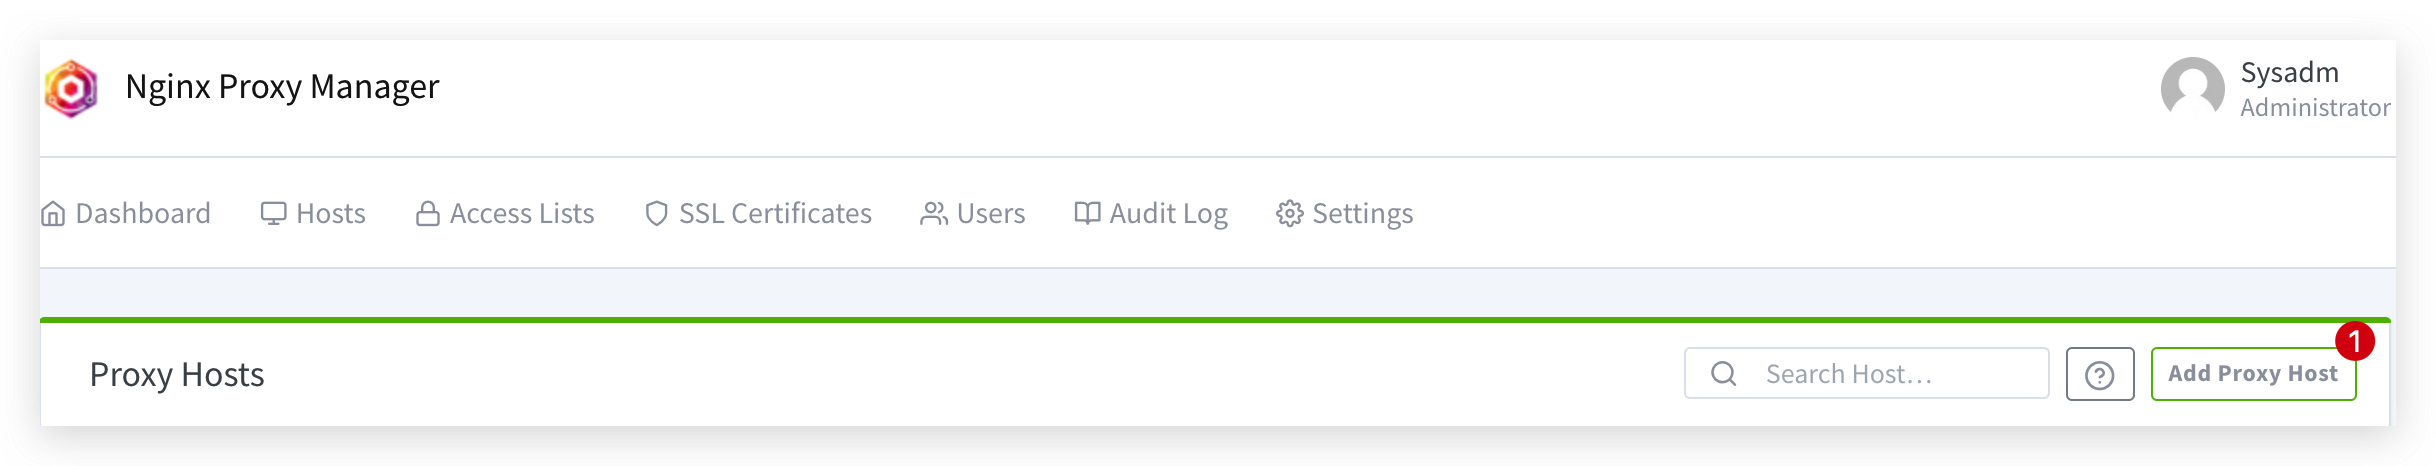 Nginx Proxy Manager
Sysadm
Administrator
Dashboard Hosts Access Lists SSL Certificates Users Audit Log Settings
1
Proxy Hosts Search Host… Add Proxy Host